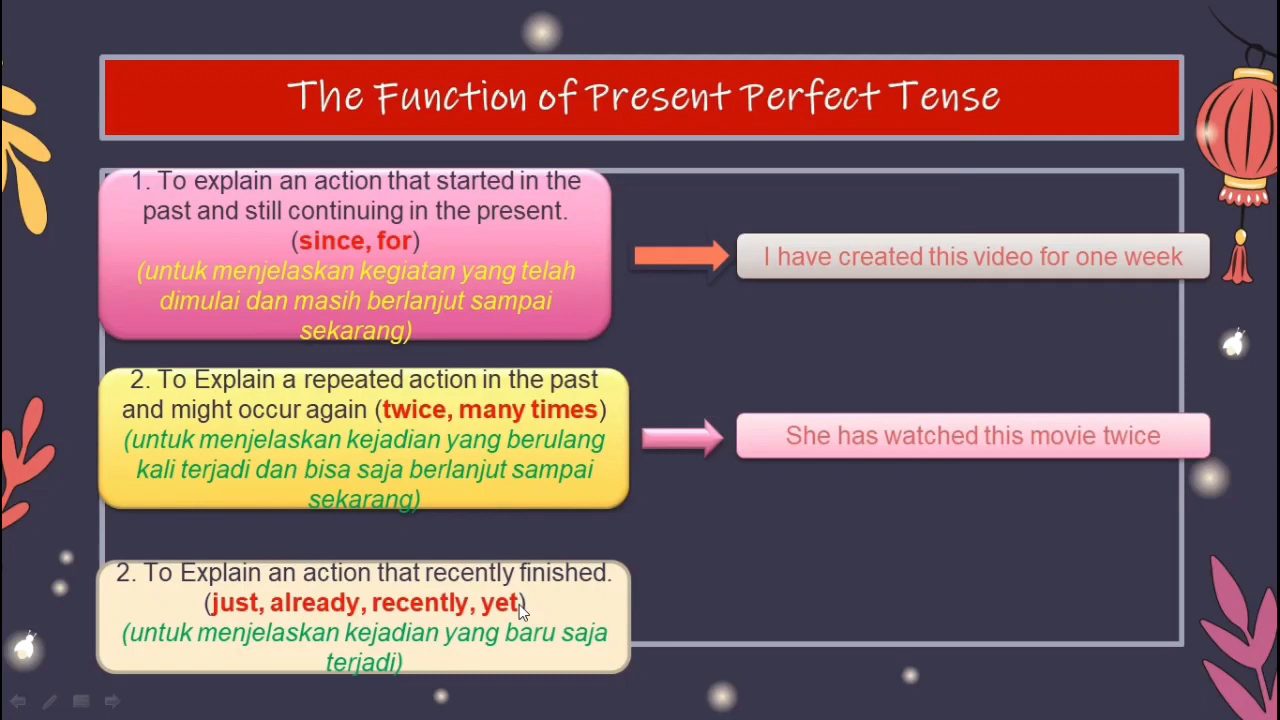 The Function of Present Perfect Tense
1. To explain an action that started in the
past and still continuing in the present.
(since, for)
(untuk menjelaskan kegiatan yang telah
dimulai dan masih berlanjut sampai
sekarang)
I have created this video for one week
2. To Explain a repeated action in the past
and might occur again (twice, many times)
(untuk menjelaskan kejadian yang berulang
kali terjadi dan bisa saja berlanjut sampai
sekarang)
She has watched this movie twice
2. To Explain an action that recently finished.
(just, already, recently, yet)
(untuk menjelaskan kejadian yang baru saja
terjadi)